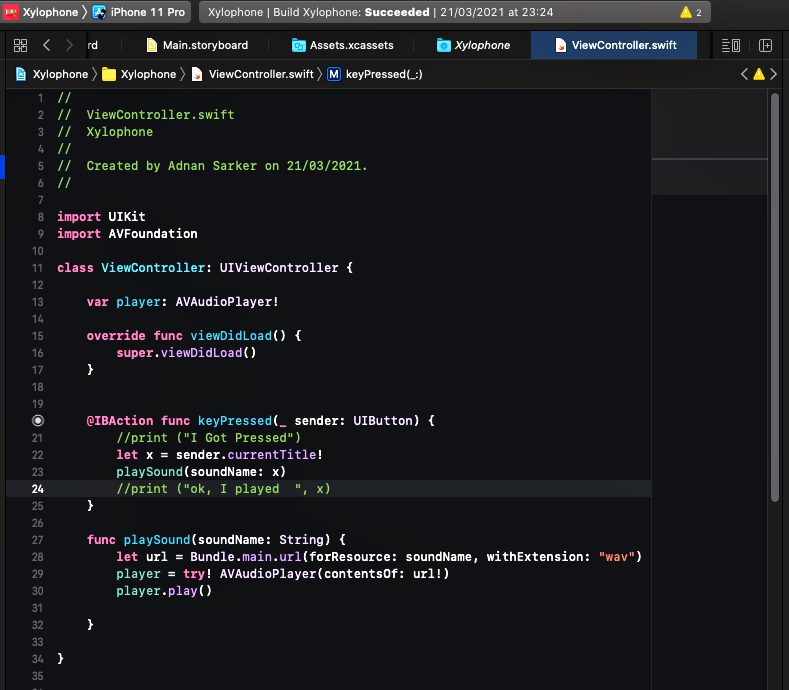 Xylophone 〉 iPhone 11 Pro
Xylophone | Build Xylophone: Succeeded | 21/03/2021 at 23:24
2
rd
Main.storyboard
Assets.xcassets
Xylophone
ViewController.swift
Xylophone 〉 Xylophone 〉 ViewController.swift 〉 M keyPressed(_:)
1 //
2 //  ViewController.swift
3 //  Xylophone
4 //
5 //  Created by Adnan Sarker on 21/03/2021.
6 //
7
8 import UIKit
9 import AVFoundation
10
11 class ViewController: UIViewController {
12
13     var player: AVAudioPlayer!
14
15     override func viewDidLoad() {
16         super.viewDidLoad()
17     }
18
19
@IBAction func keyPressed(_ sender: UIButton) {
21         //print ("I Got Pressed")
22         let x = sender.currentTitle!
23         playSound(soundName: x)
24         //print ("ok, I played  ", x)
25     }
26
27     func playSound(soundName: String) {
28         let url = Bundle.main.url(forResource: soundName, withExtension: "wav")
29         player = try! AVAudioPlayer(contentsOf: url!)
30         player.play()
31
32     }
33
34 }
35